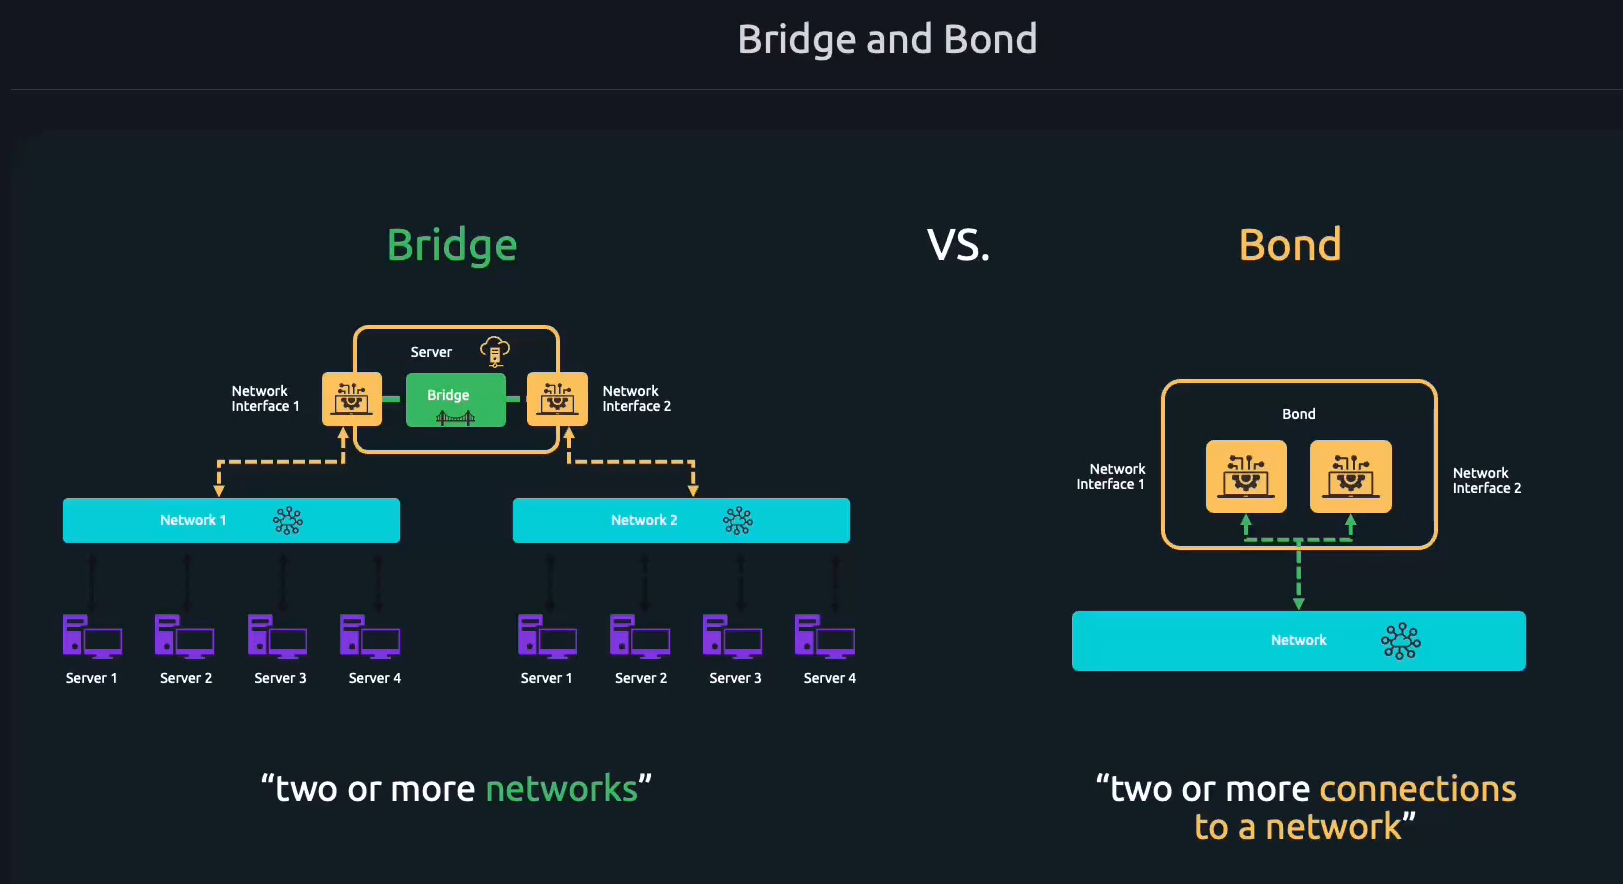 Bridge and Bond
Bridge
VS.
Bond
Server
Bridge
Network
Interface 1
Network
Interface 2
Network 1
Network 2
Server 1
Server 2
Server 3
Server 4
Server 1
Server 2
Server 3
Server 4
“two or more networks”
Bond
Network
Interface 1
Network
Interface 2
Network
“two or more connections
to a network”